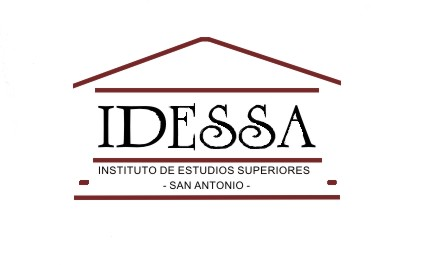 IDESSA
INSTITUTO DE ESTUDIOS SUPERIORES
- SAN ANTONIO -